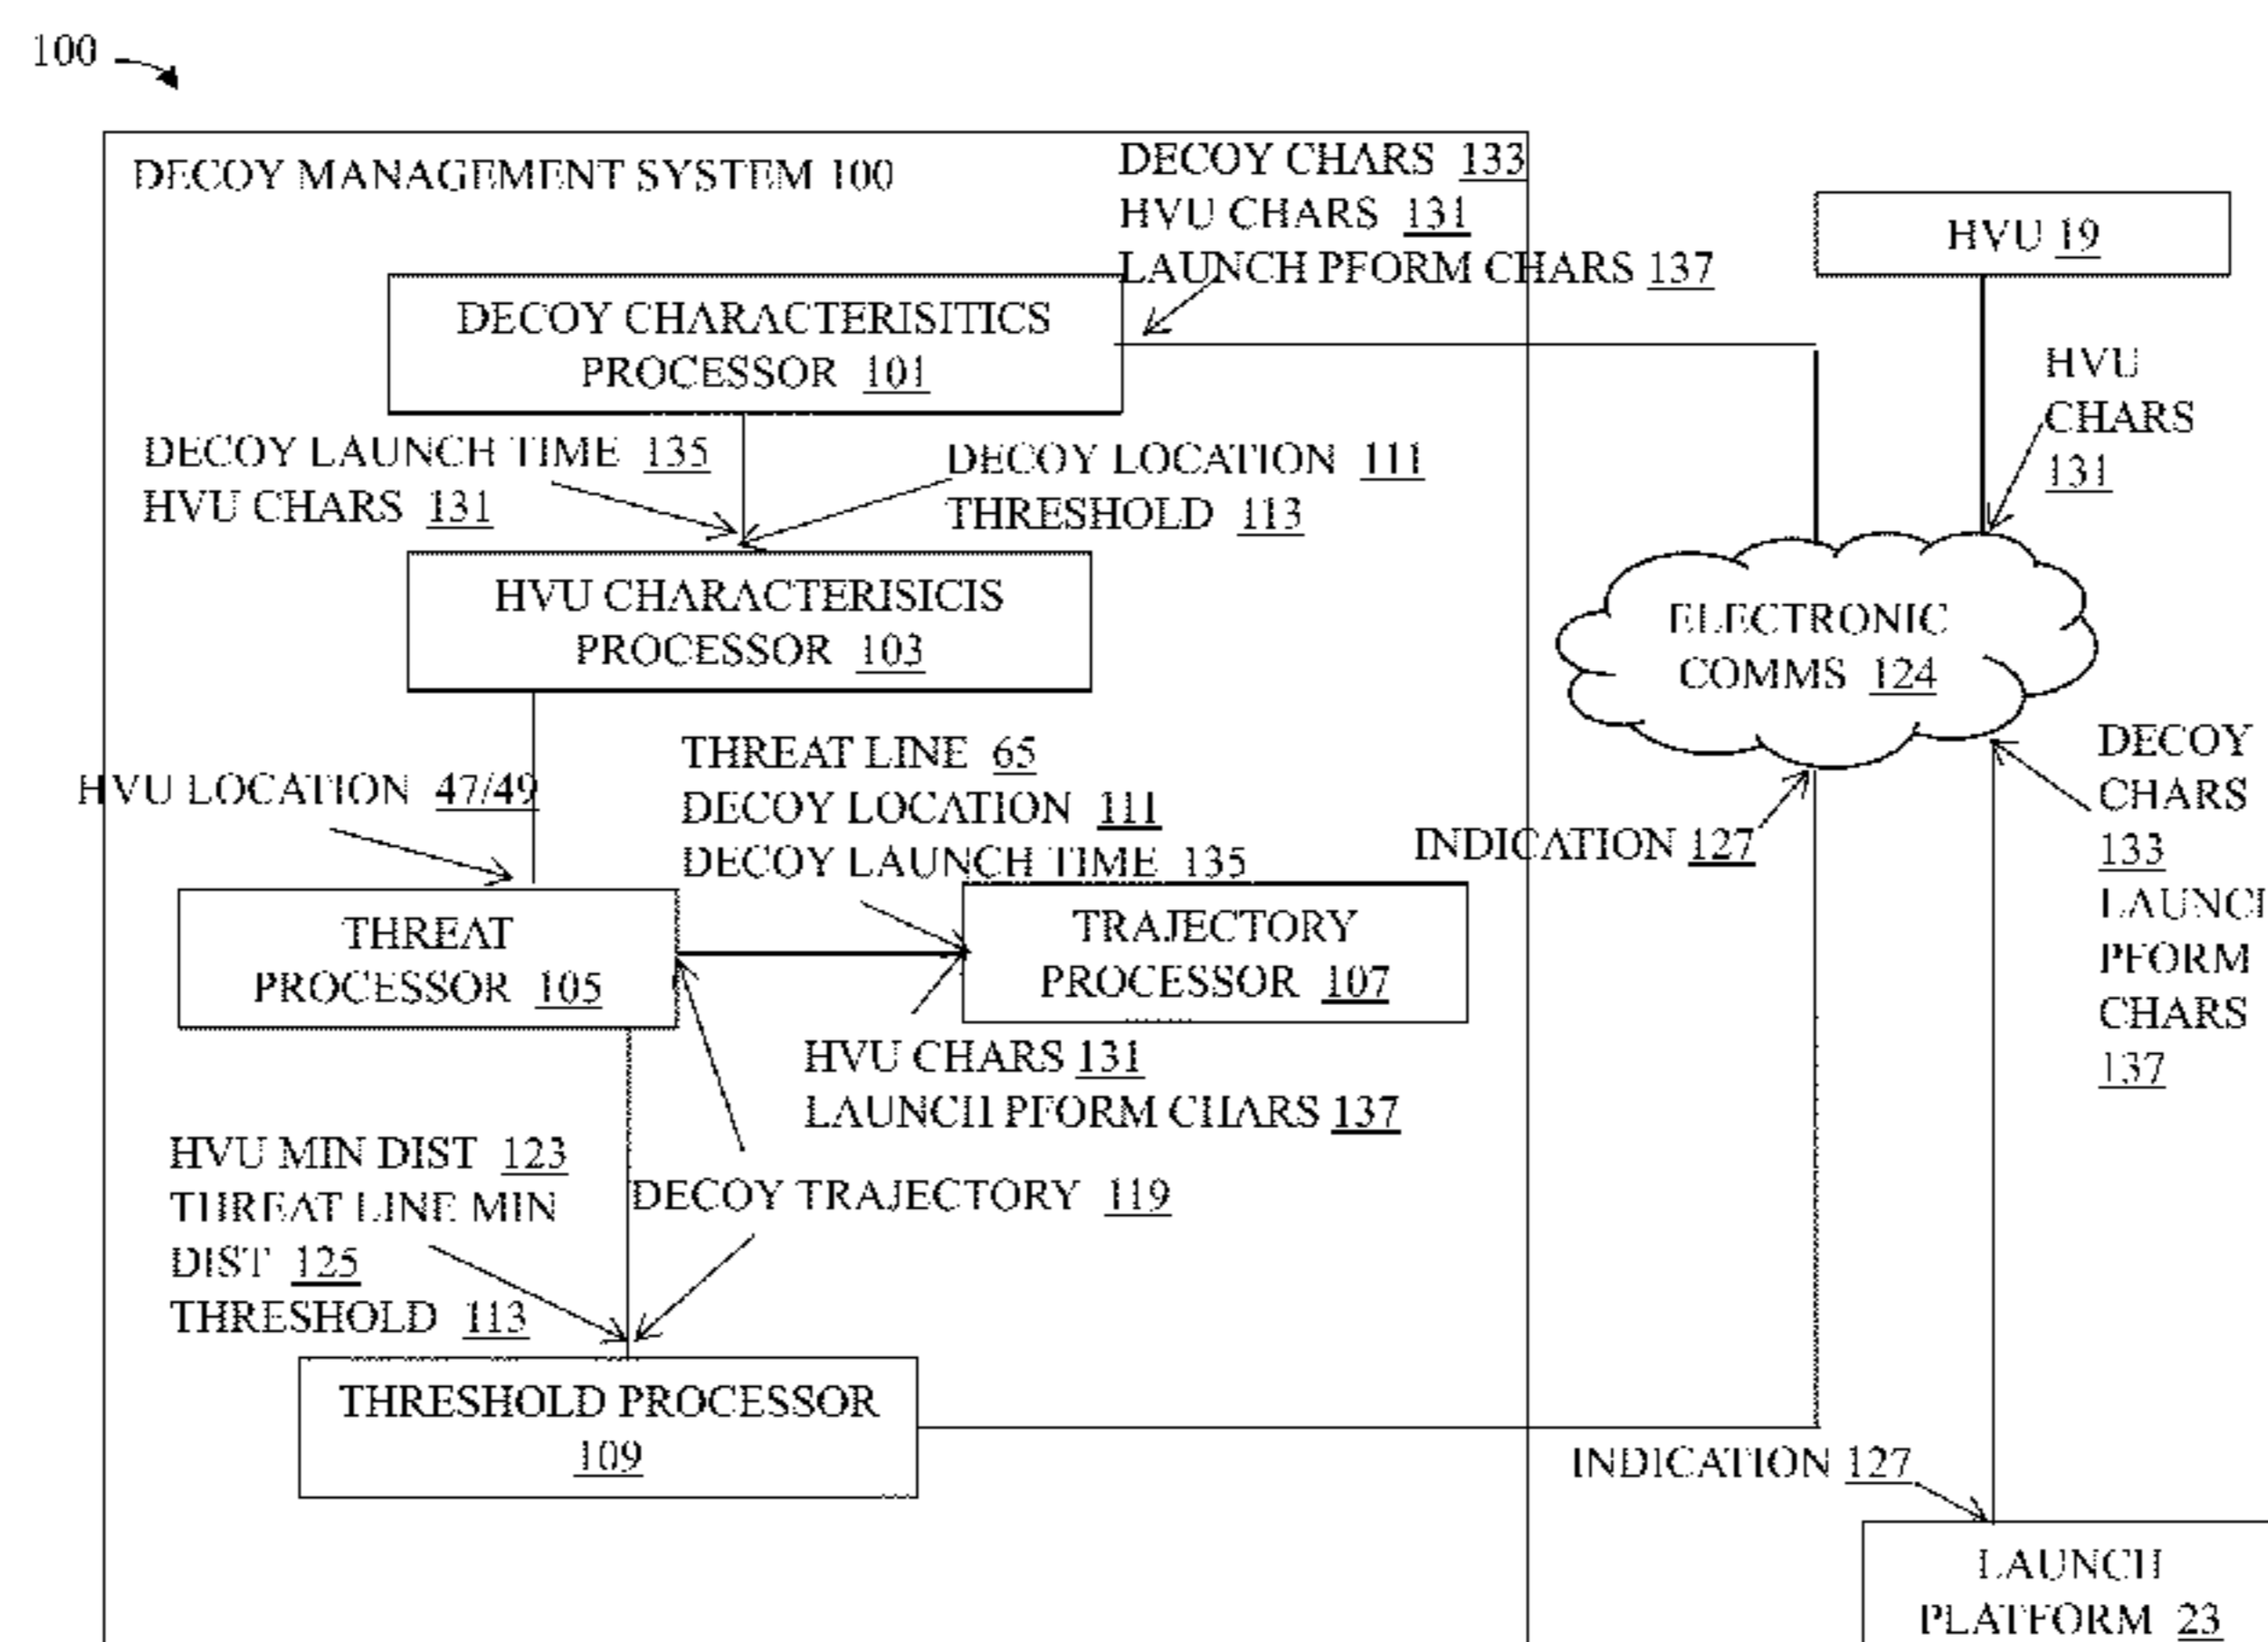 100
DECOY MANAGEMENT SYSTEM 100
DECOY CHARS 133
HVU CHARS 131
LAUNCH PFORM CHARS 137
HVU 19
DECOY CHARACTERISITICS
PROCESSOR 101
HVU
CHARS
131
DECOY LAUNCH TIME 135
HVU CHARS 131
DECOY LOCATION 111
THRESHOLD 113
HVU CHARACTERISICIS
PROCESSOR 103
ELECTRONIC
COMMS 124
HVU LOCATION 47/49
THREAT LINE 65
DECOY LOCATION 111
DECOY LAUNCH TIME 135
INDICATION 127
DECOY
CHARS
133
LAUNCH
PFORM
CHARS
137
THREAT
PROCESSOR 105
TRAJECTORY
PROCESSOR 107
HVU CHARS 131
LAUNCH PFORM CHARS 137
HVU MIN DIST 123
THREAT LINE MIN
DIST 125
THRESHOLD 113
DECOY TRAJECTORY 119
THRESHOLD PROCESSOR
109
INDICATION 127
LAUNCH
PLATFORM 23